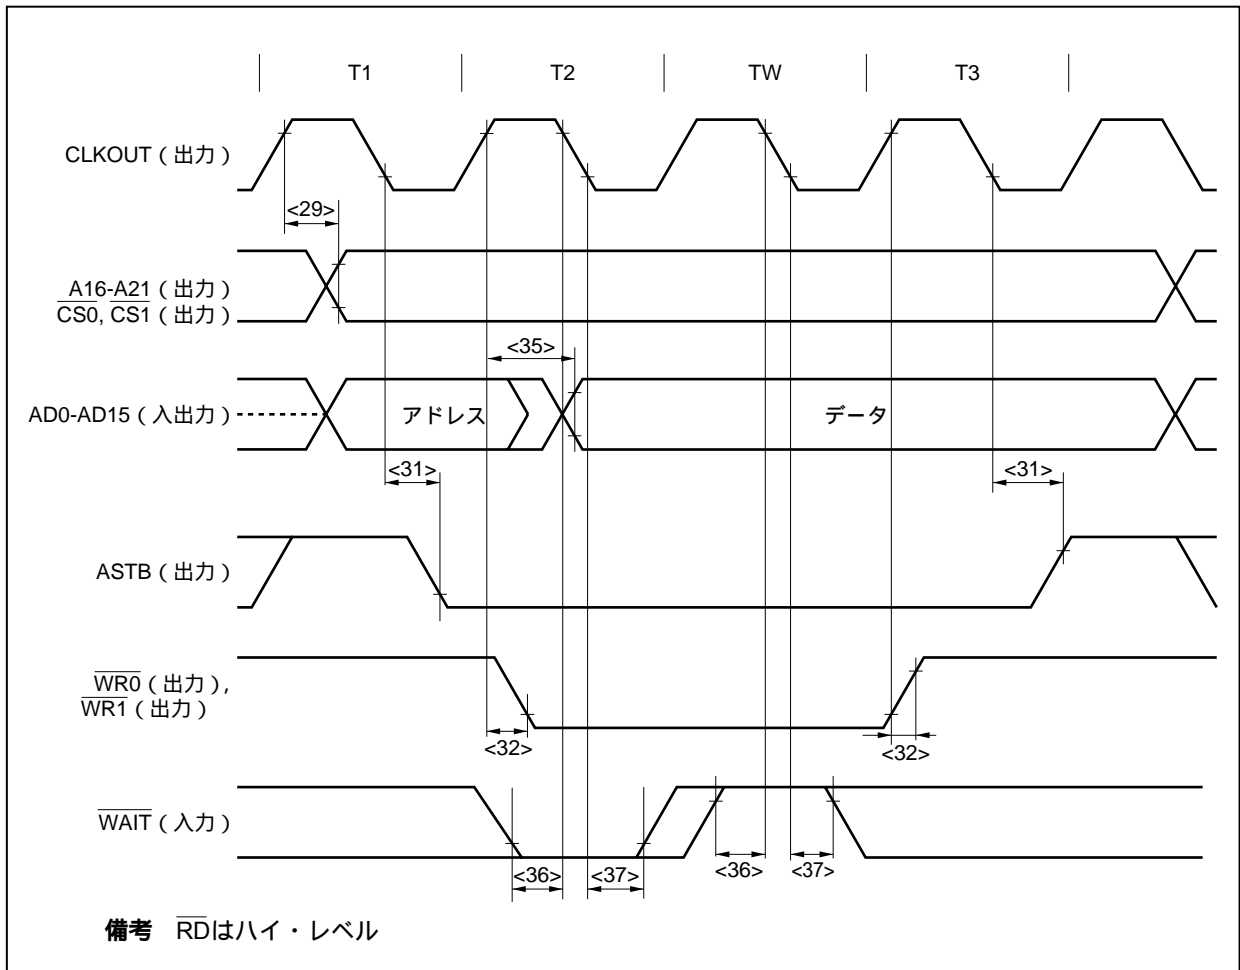 T1 T2 TW T3
CLKOUT（出力）
<29>
A16-A21（出力）
CS0, CS1（出力）
<35>
AD0-AD15（入出力）
アドレス
データ
<31> <31>
ASTB（出力）
WR0（出力）,
WR1（出力）
<32> <32>
WAIT（入力）
<36> <37> <36> <37>
備考 RDはハイ・レベル